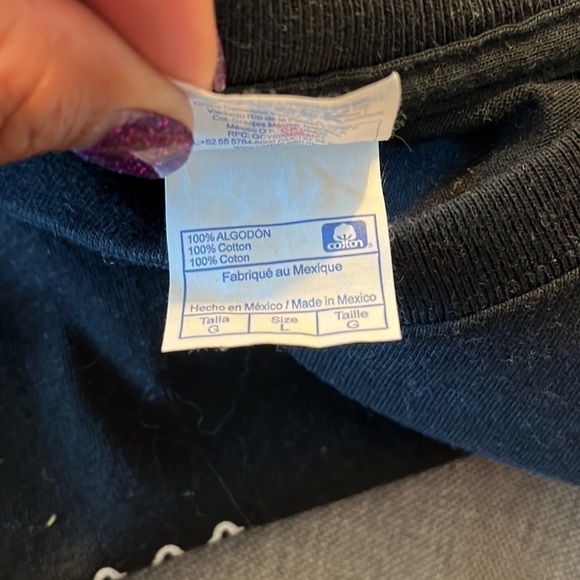 México D.F.
100% ALGODÓN
100% Cotton
100% Coton
cotton
®
Fabriqué au Mexique
Hecho en México / Made in Mexico
Talla Size Taille
G L G